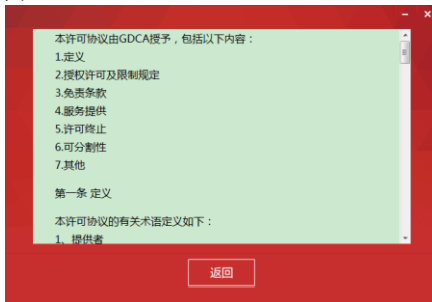 本许可协议由GDCA授予，包括以下内容：
1.定义
2.授权许可及限制规定
3.免责条款
4.服务提供
5.许可终止
6.可分割性
7.其他
第一条 定义
本许可协议的有关术语定义如下：
1、提供者
返回